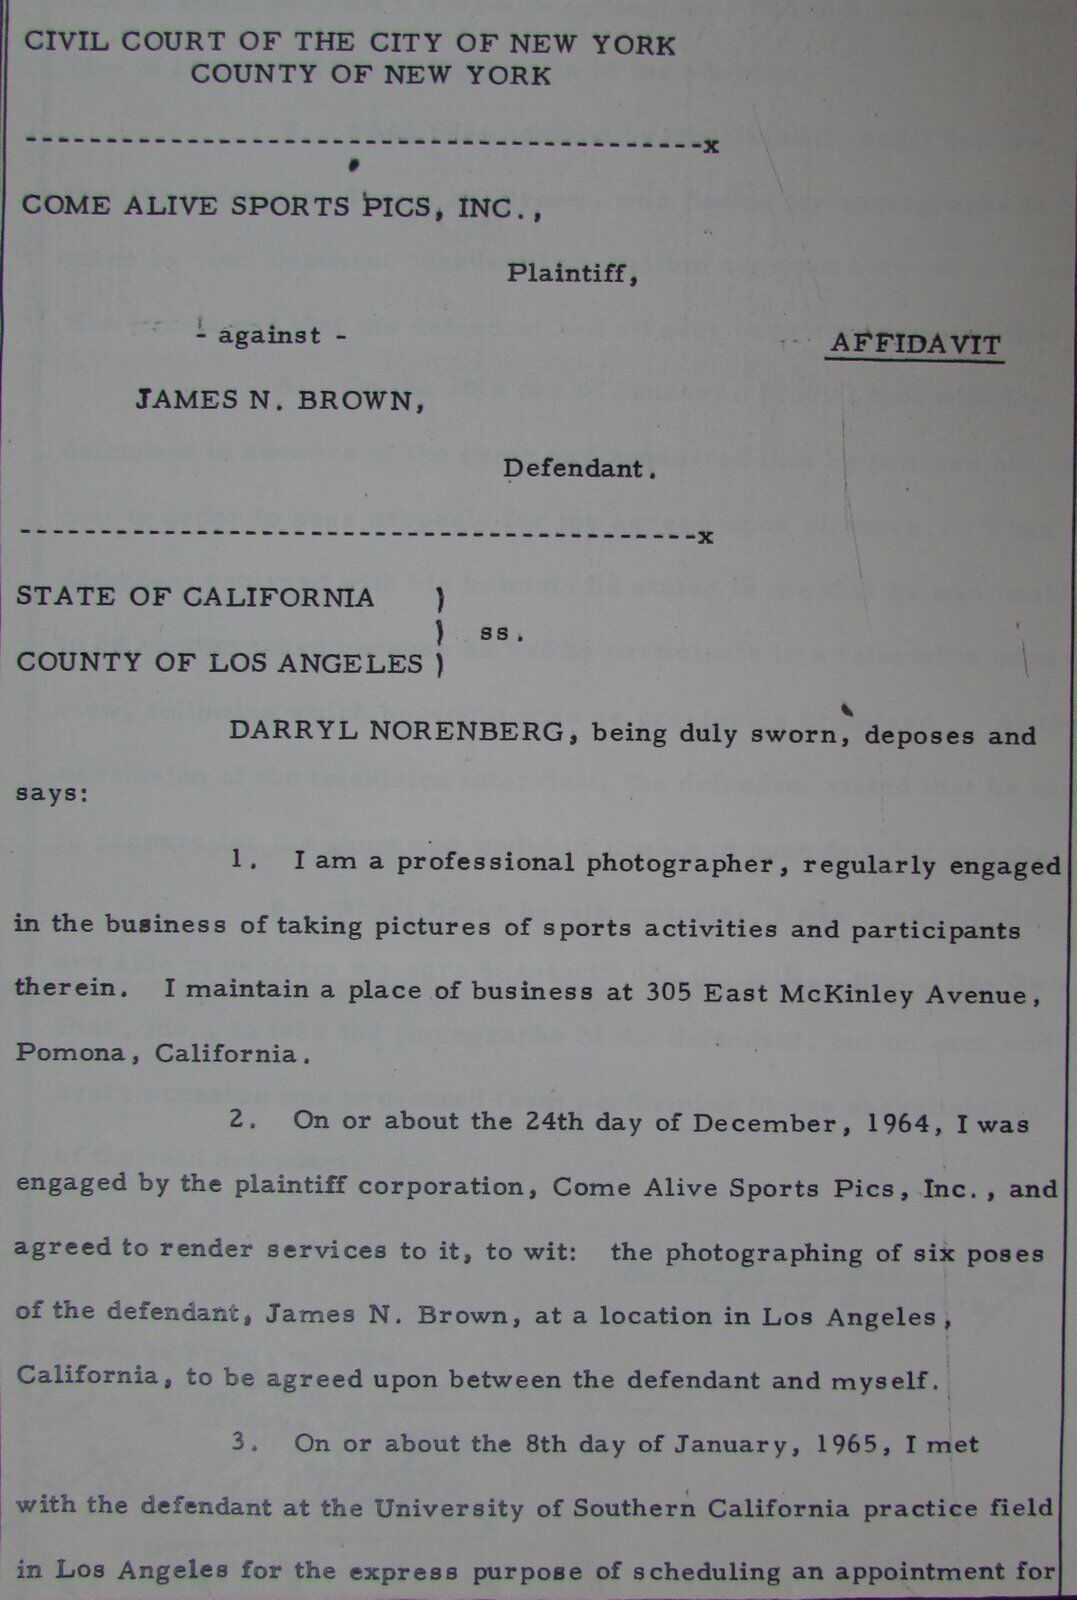 CIVIL COURT OF THE CITY OF NEW YORK
COUNTY OF NEW YORK
------------------------------------------x
COME ALIVE SPORTS PICS, INC.,
Plaintiff,
- against -
AFFIDAVIT
JAMES N. BROWN,
Defendant.
------------------------------------------x
STATE OF CALIFORNIA )
) ss.
COUNTY OF LOS ANGELES )
DARRYL NORENBERG, being duly sworn, deposes and
says:
1. I am a professional photographer, regularly engaged
in the business of taking pictures of sports activities and participants
therein. I maintain a place of business at 305 East McKinley Avenue,
Pomona, California.
2. On or about the 24th day of December, 1964, I was
engaged by the plaintiff corporation, Come Alive Sports Pics, Inc., and
agreed to render services to it, to wit: the photographing of six poses
of the defendant, James N. Brown, at a location in Los Angeles,
California, to be agreed upon between the defendant and myself.
3. On or about the 8th day of January, 1965, I met
with the defendant at the University of Southern California practice field
in Los Angeles for the express purpose of scheduling an appointment for